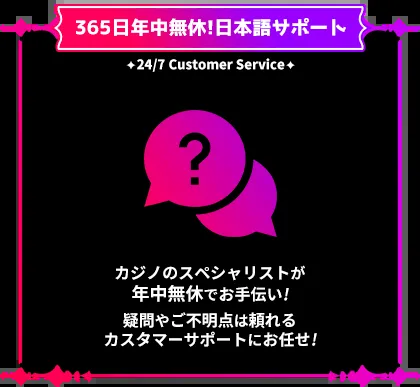 365日年中無休!日本語サポート
✦24/7 Customer Service✦
?
カジノのスペシャリストが
年中無休でお手伝い!
疑問やご不明点は頼れる
カスタマーサポートにお任せ!